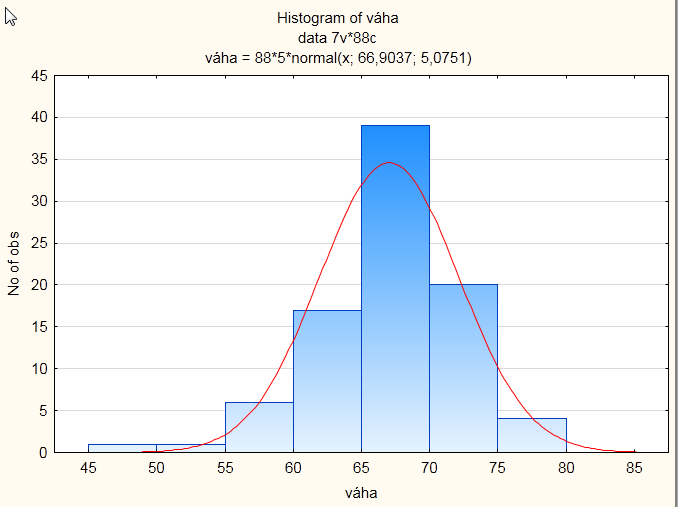 Histogram of váha
data 7v*88c
váha = 88*5*normal(x; 66,9037; 5,0751)
45
40
35
30
25
20
15
10
5
0
No of obs
45 50 55 60 65 70 75 80 85
váha